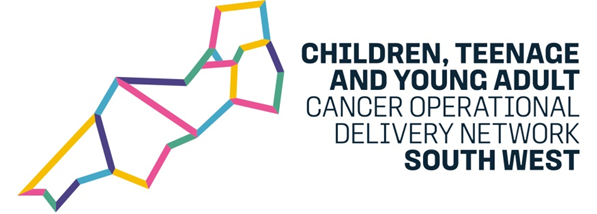 CHILDREN, TEENAGE
AND YOUNG ADULT
CANCER OPERATIONAL
DELIVERY NETWORK
SOUTH WEST